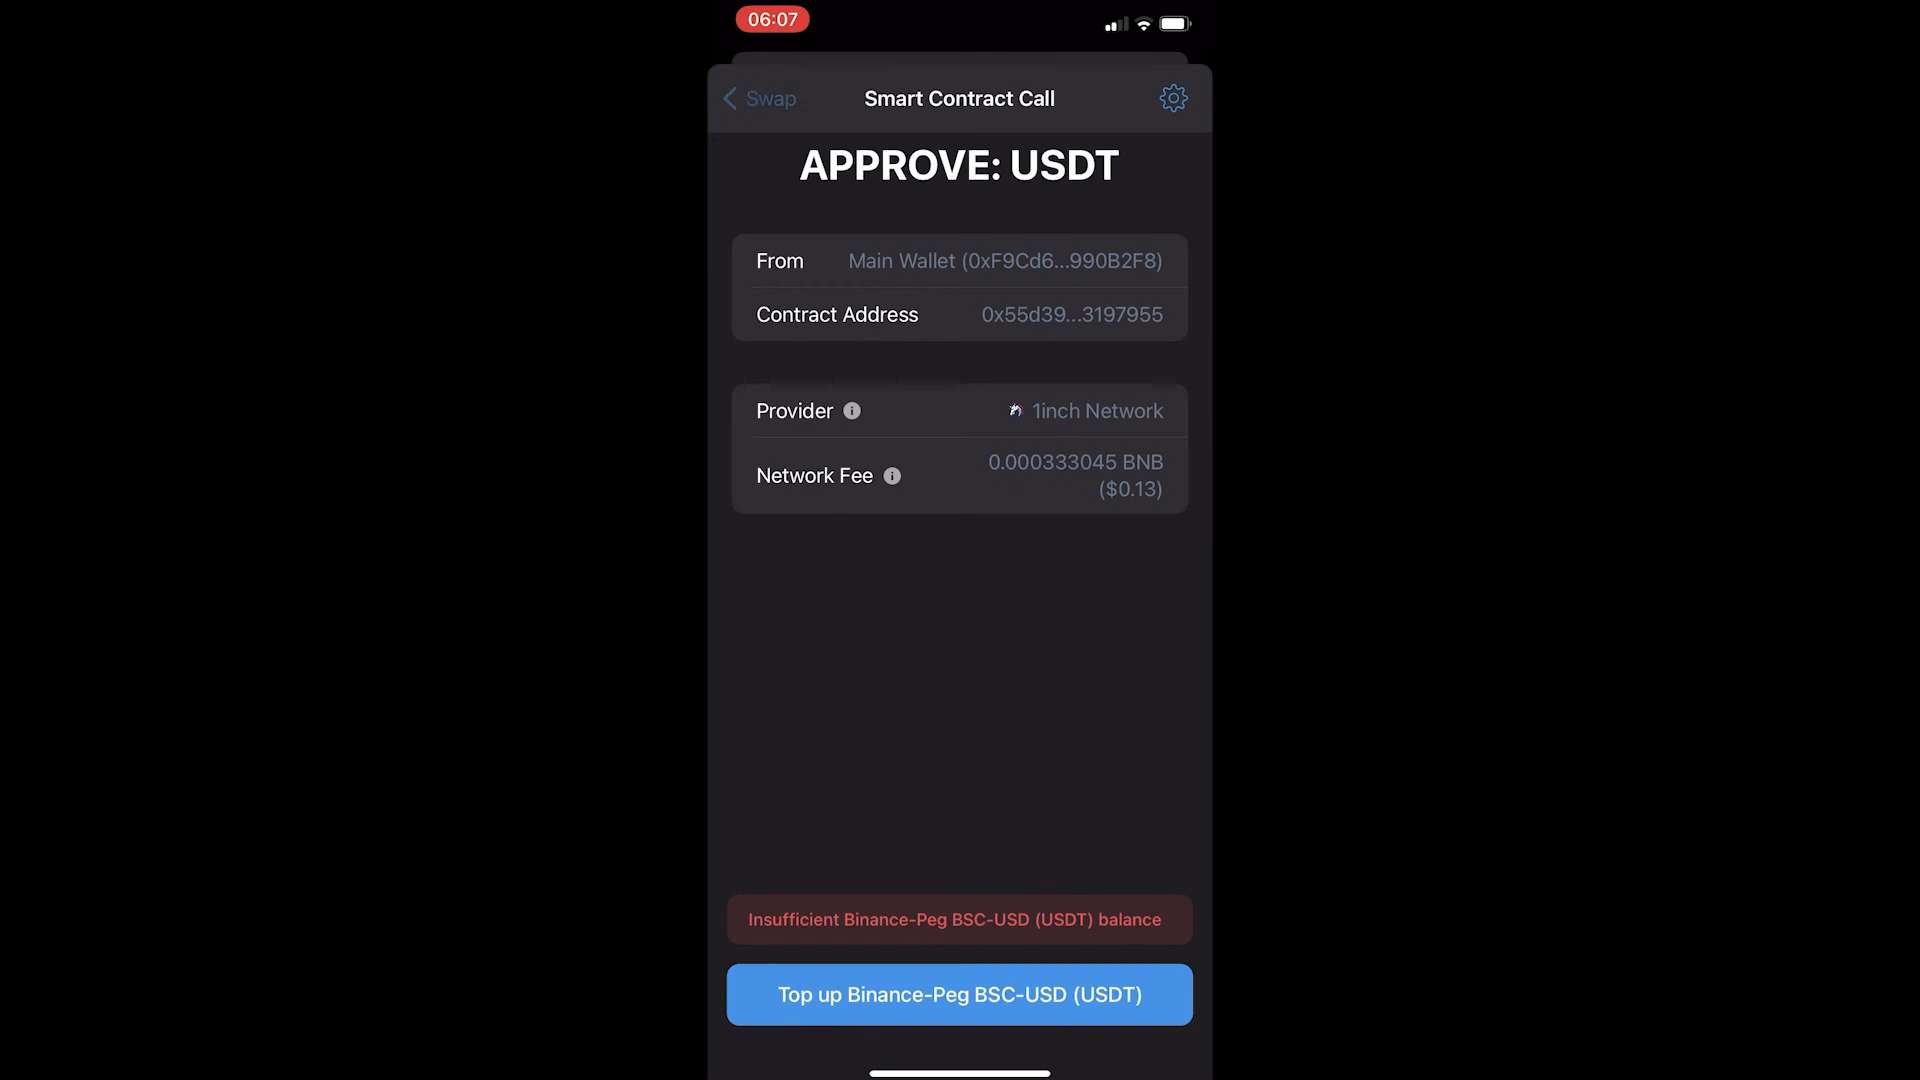 06:07
Swap
Smart Contract Call
APPROVE: USDT
From
Main Wallet (0xF9Cd6...990B2F8)
Contract Address
0x55d39...3197955
Provider
1inch Network
Network Fee
0.000333045 BNB
($0.13)
Insufficient Binance-Peg BSC-USD (USDT) balance
Top up Binance-Peg BSC-USD (USDT)